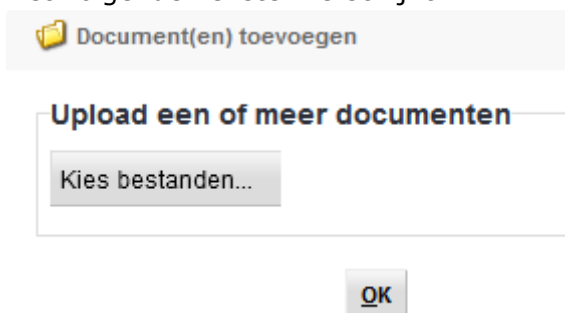 Document(en) toevoegen
Upload een of meer documenten
Kies bestanden...
OK